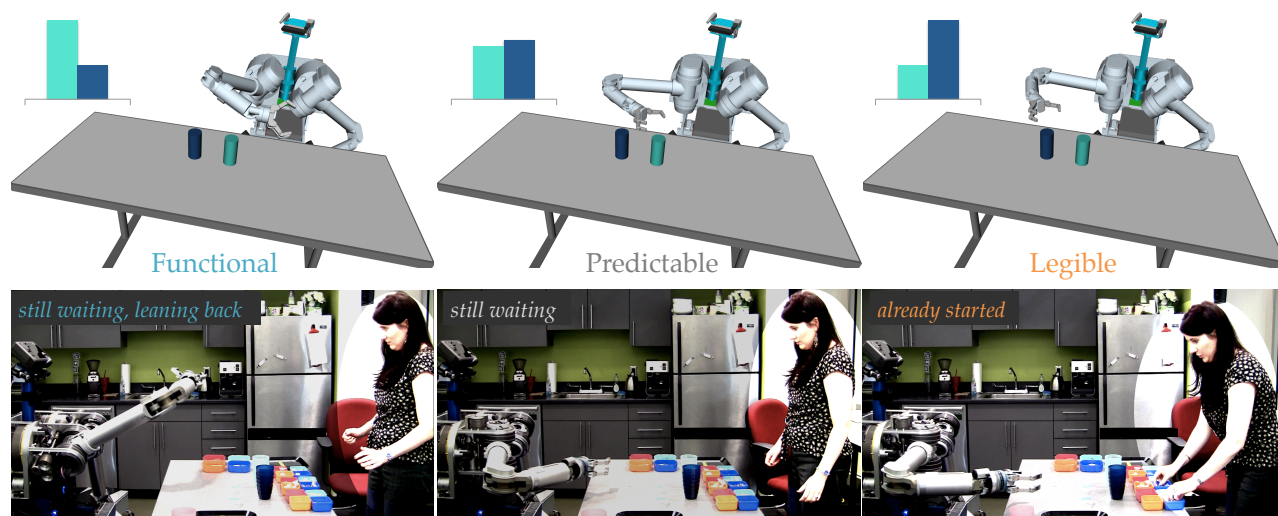 Functional
Predictable
Legible
still waiting, leaning back
still waiting
already started